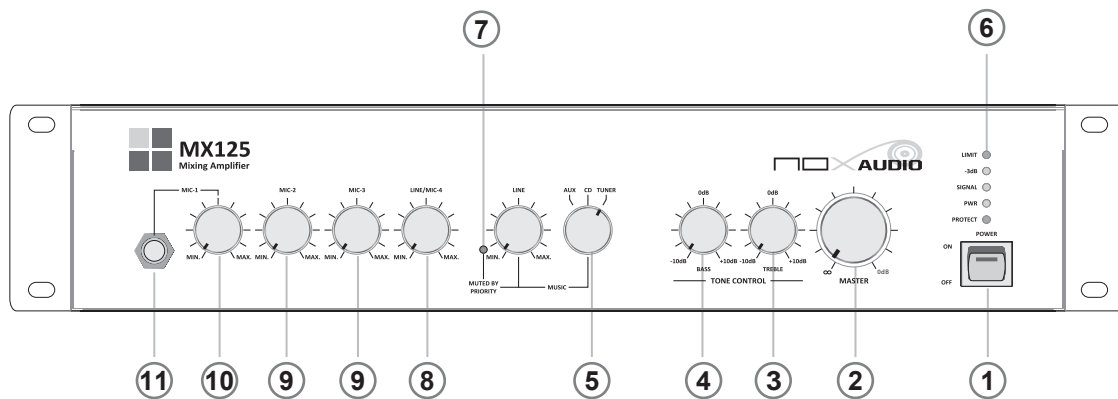 7
6
MX125
Mixing Amplifier
NOX AUDIO
LIMIT
-3dB
SIGNAL
PWR
PROTECT
MIC-1
MIC-2
MIC-3
LINE/MIC-4
LINE
AUX CD TUNER
0dB
0dB
POWER
ON
OFF
MIN. MAX.
MIN. MAX.
MIN. MAX.
MIN. MAX.
MIN. MAX.
-10dB +10dB
BASS
-10dB +10dB
TREBLE
∞ 0dB
MUTED BY
PRIORITY
MUSIC
TONE CONTROL
MASTER
11
10
9
9
8
5
4
3
2
1